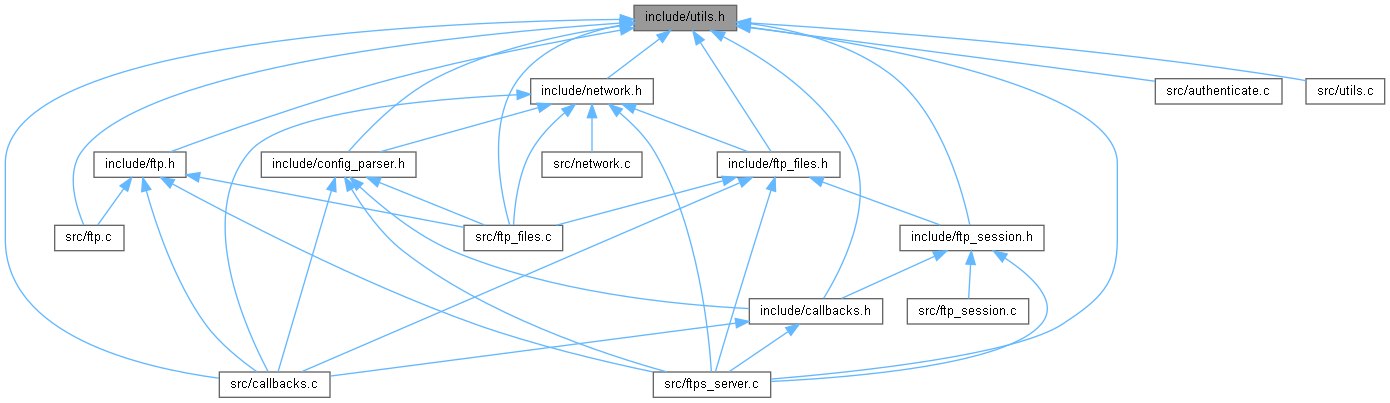 include/utils.h
include/network.h
src/authenticate.c
src/utils.c
include/ftp.h
include/config_parser.h
src/network.c
include/ftp_files.h
src/ftp.c
src/ftp_files.c
include/ftp_session.h
include/callbacks.h
src/ftp_session.c
src/callbacks.c
src/ftps_server.c